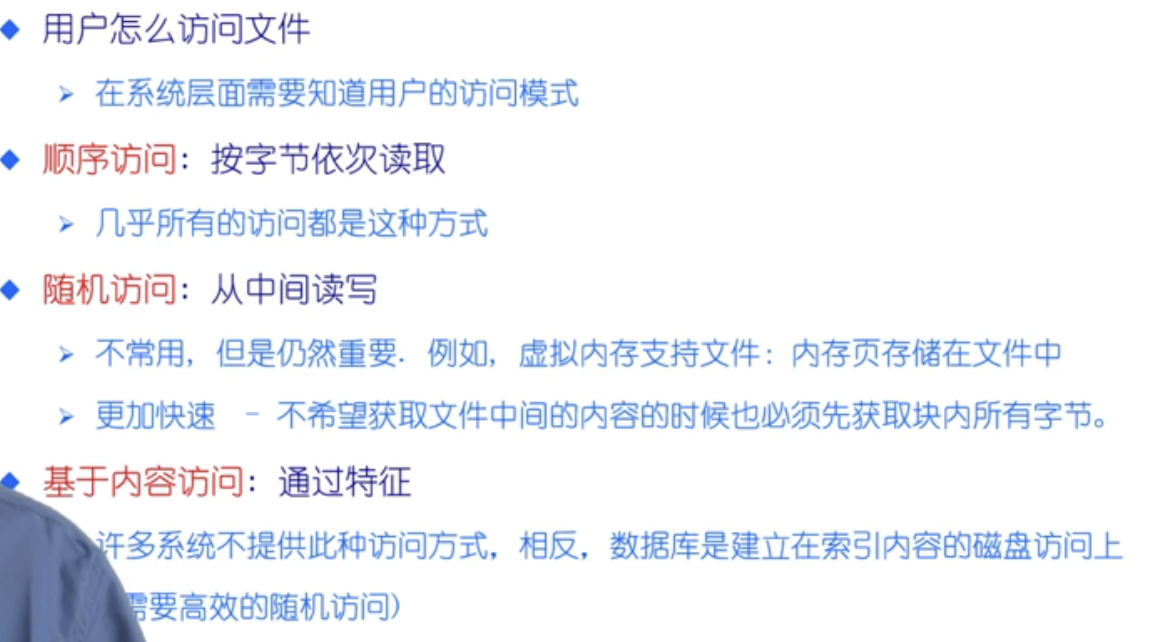 用户怎么访问文件
在系统层面需要知道用户的访问模式
顺序访问：按字节依次读取
几乎所有的访问都是这种方式
随机访问：从中间读写
不常用，但是仍然重要．例如，虚拟内存支持文件：内存页存储在文件中
更加快速 - 不希望获取文件中间的内容的时候也必须先获取块内所有字节。
基于内容访问：通过特征
许多系统不提供此种访问方式，相反，数据库是建立在索引内容的磁盘访问上
需要高效的随机访问)